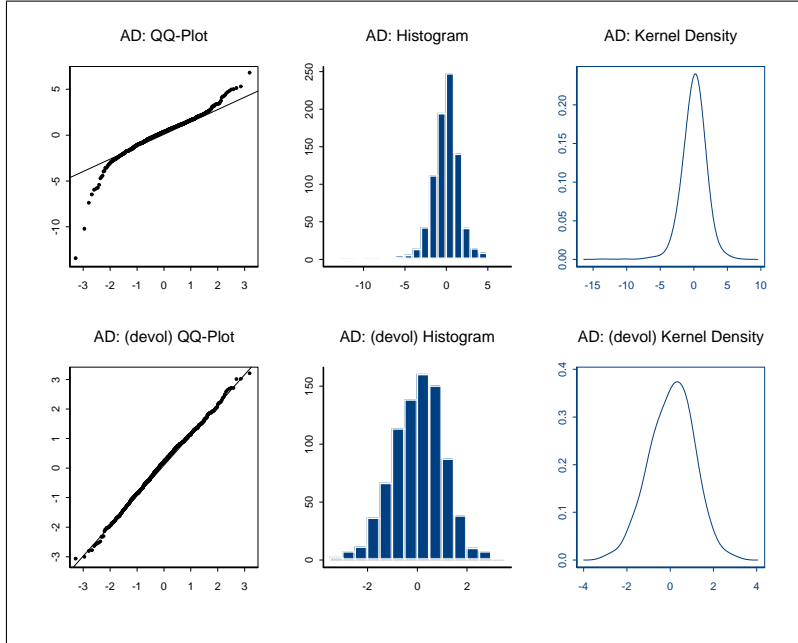 AD: QQ-Plot
AD: Histogram
AD: Kernel Density
5
0
-5
-10
-3 -2 -1 0 1 2 3
250
200
150
100
50
0
-10 -5 0 5
0.20
0.15
0.10
0.05
0.00
-15 -10 -5 0 5 10
AD: (devol) QQ-Plot
AD: (devol) Histogram
AD: (devol) Kernel Density
3
2
1
0
-1
-2
-3
-3 -2 -1 0 1 2 3
150
100
50
0
-2 0 2
0.4
0.3
0.2
0.1
0.0
-4 -2 0 2 4